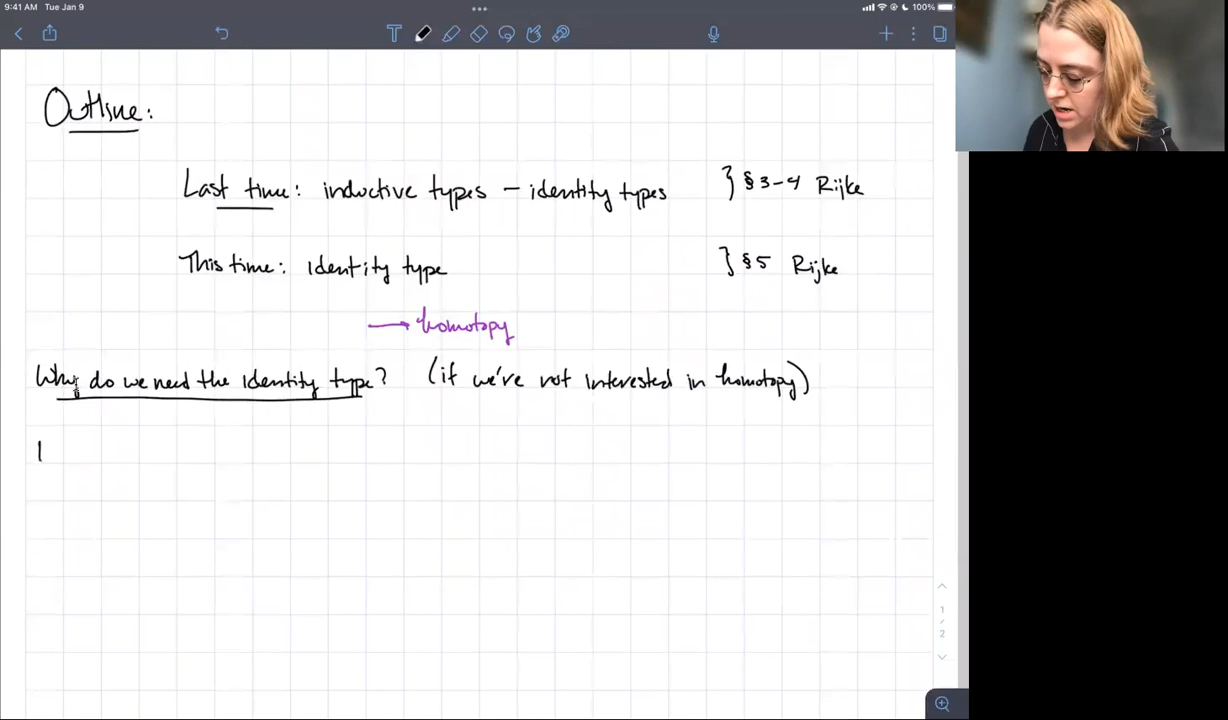 9:41 AM Tue Jan 9
100%
Outline:
Last time: inductive types – identity types } § 3-4 Rijke
This time: Identity type } § 5 Rijke
→ homotopy
Why do we need the identity type? (if we're not interested in homotopy)
1
/
2